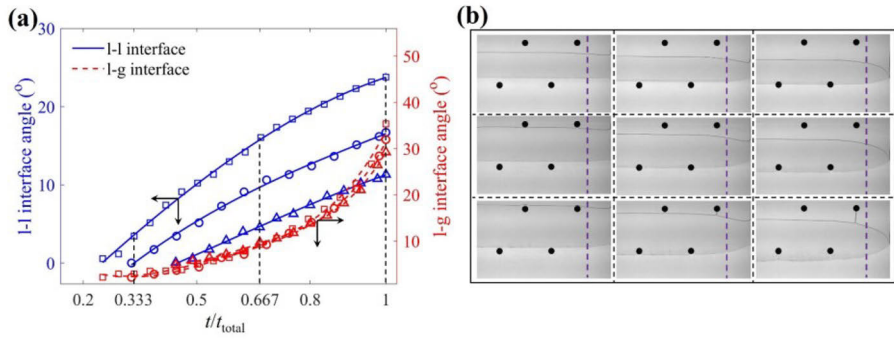 (a)
(b)
l-l interface
l-g interface
l-l interface angle (°)
30
20
10
0
l-g interface angle (°)
50
40
30
20
10
0.2
0.333
0.5
0.667
0.8
1
t/t_total